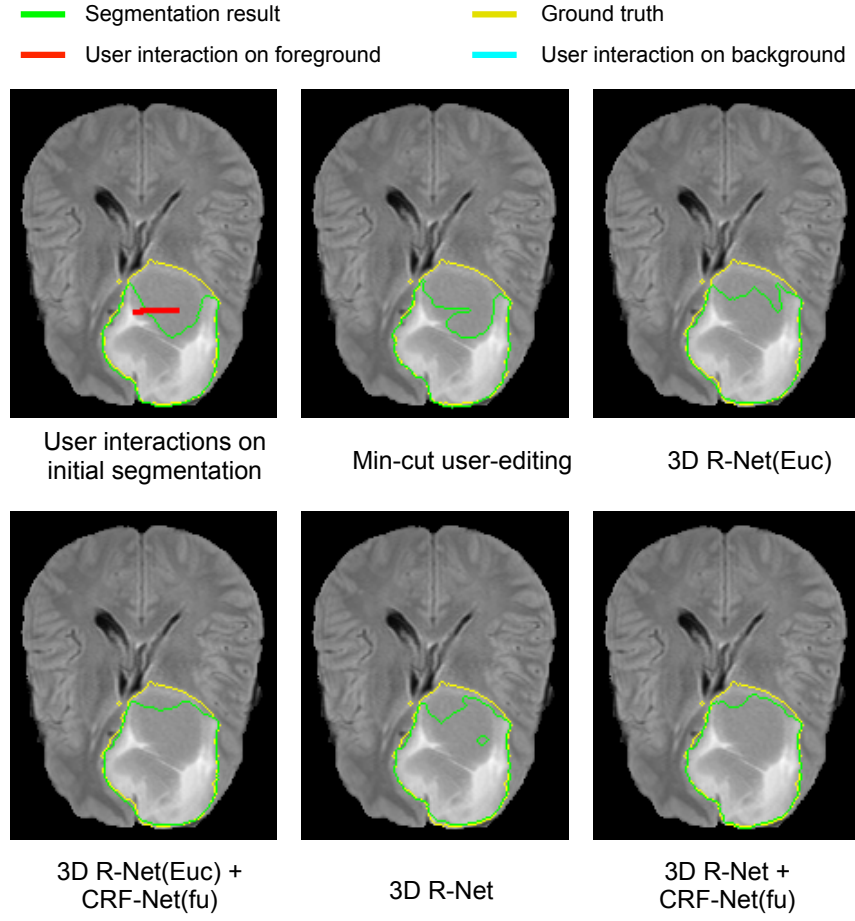 Segmentation result
Ground truth
User interaction on foreground
User interaction on background
User interactions on
initial segmentation
Min-cut user-editing
3D R-Net(Euc)
3D R-Net(Euc) +
CRF-Net(fu)
3D R-Net
3D R-Net +
CRF-Net(fu)